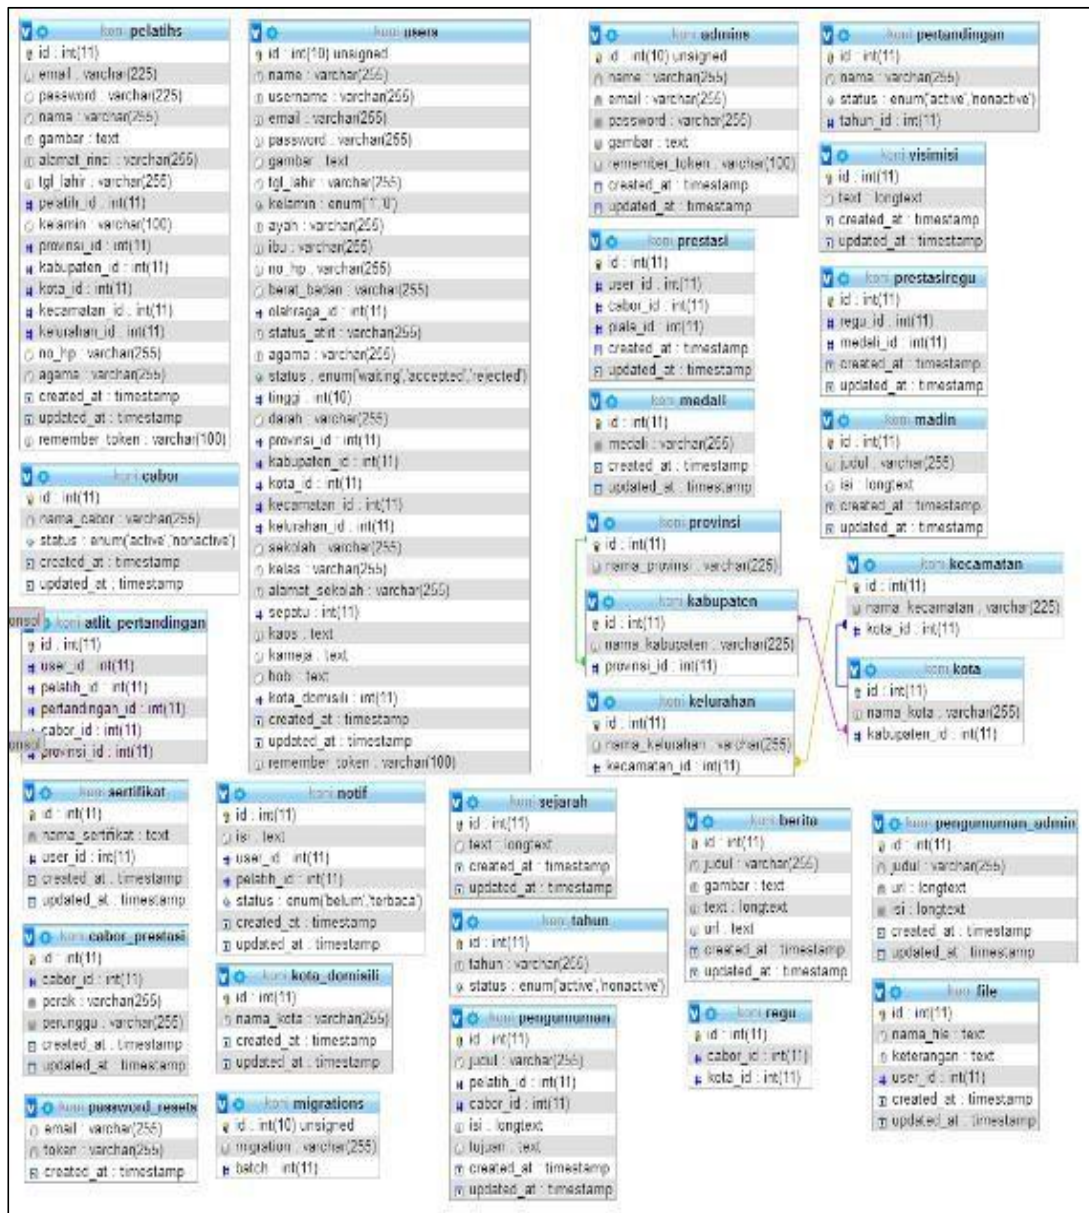 koni pelatihs
id : int(11)
email : varchar(225)
password : varchar(225)
nama : varchar(255)
gambar : text
alamat_rinci : varchar(255)
tgl_lahir : varchar(255)
pelatih_id : int(11)
kelamin : varchar(100)
provinsi_id : int(11)
kabupaten_id : int(11)
kota_id : int(11)
kecamatan_id : int(11)
kelurahan_id : int(11)
no_hp : varchar(255)
agama : varchar(255)
created_at : timestamp
updated_at : timestamp
remember_token : varchar(100)
koni cabor
id : int(11)
nama_cabor : varchar(255)
status : enum('active','nonactive')
created_at : timestamp
updated_at : timestamp
onsol
koni atlit_pertandingan
id : int(11)
user_id : int(11)
pelatih_id : int(11)
pertandingan_id : int(11)
cabor_id : int(11)
onsol
provinsi_id : int(11)
koni users
id : int(10) unsigned
name : varchar(255)
username : varchar(255)
email : varchar(255)
password : varchar(255)
gambar : text
tgl_lahir : varchar(255)
kelamin : enum('1','0')
ayah : varchar(255)
ibu : varchar(255)
no_hp : varchar(255)
berat_badan : varchar(255)
olahraga_id : int(11)
status_atlit : varchar(255)
agama : varchar(255)
status : enum('waiting','accepted','rejected')
tinggi : int(10)
darah : varchar(255)
provinsi_id : int(11)
kabupaten_id : int(11)
kota_id : int(11)
kecamatan_id : int(11)
kelurahan_id : int(11)
sekolah : varchar(255)
kelas : varchar(255)
alamat_sekolah : varchar(255)
sepatu : int(11)
kaos : text
kameja : text
hobi : text
kota_domisili : int(11)
created_at : timestamp
updated_at : timestamp
remember_token : varchar(100)
koni admins
id : int(10) unsigned
name : varchar(255)
email : varchar(255)
password : varchar(255)
gambar : text
remember_token : varchar(100)
created_at : timestamp
updated_at : timestamp
koni prestasi
id : int(11)
user_id : int(11)
cabor_id : int(11)
piala_id : int(11)
created_at : timestamp
updated_at : timestamp
koni medali
id : int(11)
medali : varchar(255)
created_at : timestamp
updated_at : timestamp
koni provinsi
id : int(11)
nama_provinsi : varchar(225)
koni kabupaten
id : int(11)
nama_kabupaten : varchar(225)
provinsi_id : int(11)
koni kelurahan
id : int(11)
nama_kelurahan : varchar(255)
kecamatan_id : int(11)
koni pertandingan
id : int(11)
nama : varchar(255)
status : enum('active','nonactive')
tahun_id : int(11)
koni visimisi
id : int(11)
text : longtext
created_at : timestamp
updated_at : timestamp
koni prestasiregu
id : int(11)
regu_id : int(11)
medali_id : int(11)
created_at : timestamp
updated_at : timestamp
koni madin
id : int(11)
judul : varchar(255)
isi : longtext
created_at : timestamp
updated_at : timestamp
koni kecamatan
id : int(11)
nama_kecamatan : varchar(225)
kota_id : int(11)
koni kota
id : int(11)
nama_kota : varchar(255)
kabupaten_id : int(11)
koni sertifikat
id : int(11)
nama_sertifikat : text
user_id : int(11)
created_at : timestamp
updated_at : timestamp
koni cabor_prestasi
id : int(11)
cabor_id : int(11)
perak : varchar(255)
perunggu : varchar(255)
created_at : timestamp
updated_at : timestamp
koni password_resets
email : varchar(255)
token : varchar(255)
created_at : timestamp
koni notif
id : int(11)
isi : text
user_id : int(11)
pelatih_id : int(11)
status : enum('belum','terbaca')
created_at : timestamp
updated_at : timestamp
koni kota_domisili
id : int(11)
nama_kota : varchar(255)
created_at : timestamp
updated_at : timestamp
koni migrations
id : int(10) unsigned
migration : varchar(255)
batch : int(11)
koni sejarah
id : int(11)
text : longtext
created_at : timestamp
updated_at : timestamp
koni tahun
id : int(11)
tahun : varchar(255)
status : enum('active','nonactive')
koni pengumuman
id : int(11)
judul : varchar(255)
pelatih_id : int(11)
cabor_id : int(11)
isi : longtext
tujuan : text
created_at : timestamp
updated_at : timestamp
koni berita
id : int(11)
judul : varchar(255)
gambar : text
text : longtext
url : text
created_at : timestamp
updated_at : timestamp
koni regu
id : int(11)
cabor_id : int(11)
kota_id : int(11)
koni pengumuman_admin
id : int(11)
judul : varchar(255)
url : longtext
isi : longtext
created_at : timestamp
updated_at : timestamp
koni file
id : int(11)
nama_file : text
keterangan : text
user_id : int(11)
created_at : timestamp
updated_at : timestamp